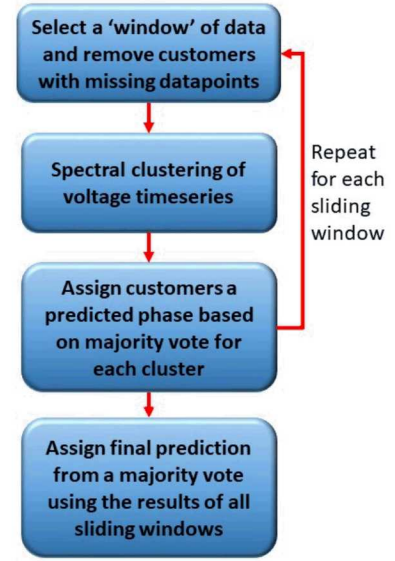 Select a ‘window’ of data
and remove customers
with missing datapoints
Repeat
for each
sliding
window
Spectral clustering of
voltage timeseries
Assign customers a
predicted phase based
on majority vote for
each cluster
Assign final prediction
from a majority vote
using the results of all
sliding windows